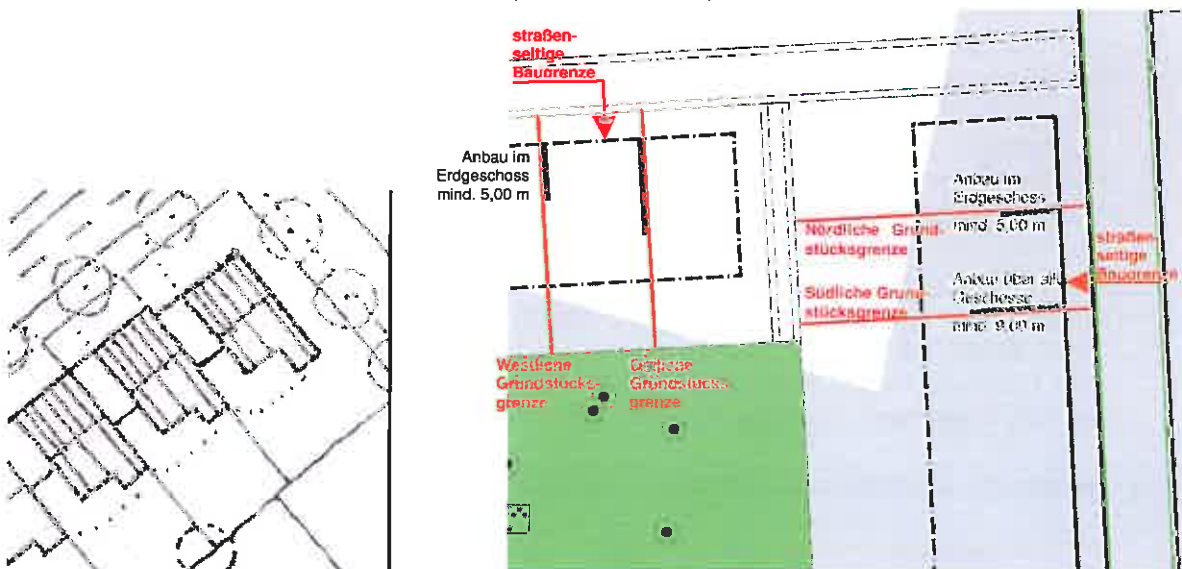 straßen-
seitige
Baugrenze
Anbau im
Erdgeschoss
mind. 5,00 m
Anbau im
Erdgeschoss
mind. 5,00 m
Nördliche Grund-
stücksgrenze
straßen-
seitige
Baugrenze
Anbau über alle
Geschosse
mind. 9,00 m
Südliche Grund-
stücksgrenze
Westliche
Grundstücks-
grenze
Östliche
Grundstücks-
grenze